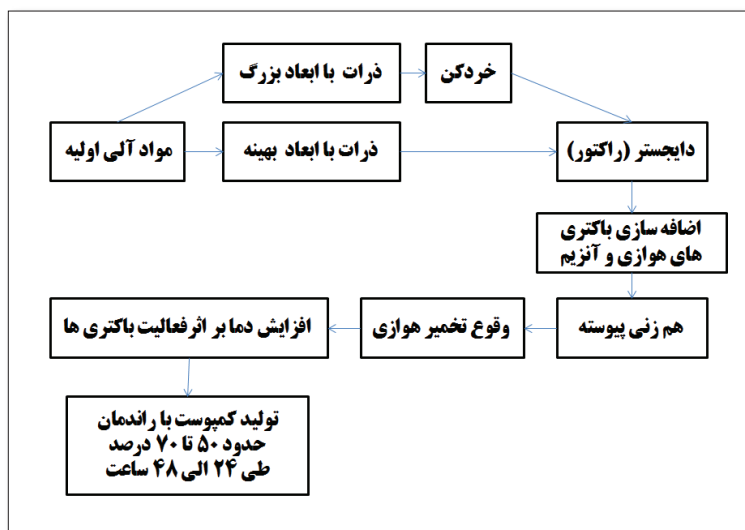 ذرات با ابعاد بزرگ
خردکن
مواد آلی اولیه
ذرات با ابعاد بهینه
دایجستر (راکتور)
اضافه سازی باکتری
های هوازی و آنزیم
هم زنی پیوسته
وقوع تخمیر هوازی
افزایش دما بر اثرفعالیت باکتری ها
تولید کمپوست با راندمان
حدود ۵۰ تا ۷۰ درصد
طی ۲۴ الی ۴۸ ساعت